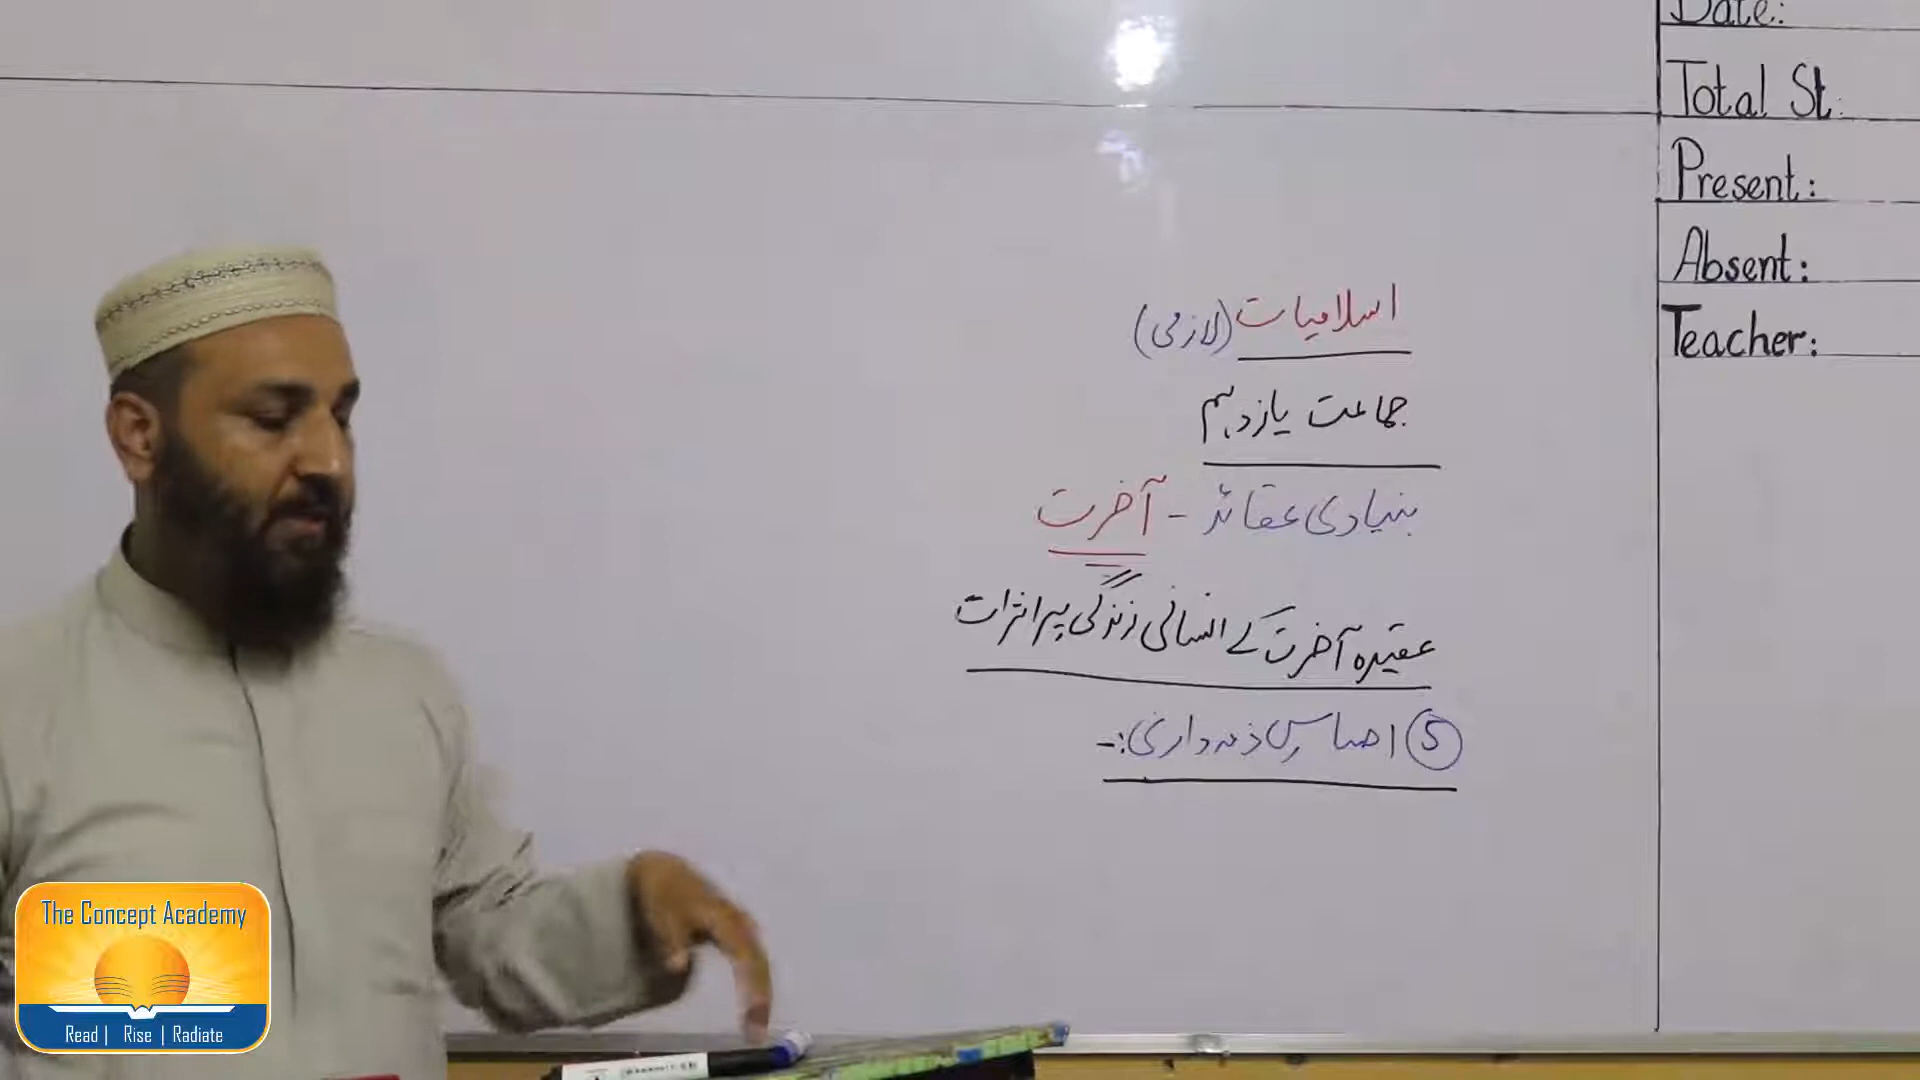 اسلامیات (لازمی)
جماعت یازدہم
بنیادی عقائد - آخرت
عقیدہ آخرت کے انسانی زندگی پر اثرات
5 احساس ذمہ داری:-
Date:
Total St:
Present:
Absent:
Teacher:
The Concept Academy
Read | Rise | Radiate